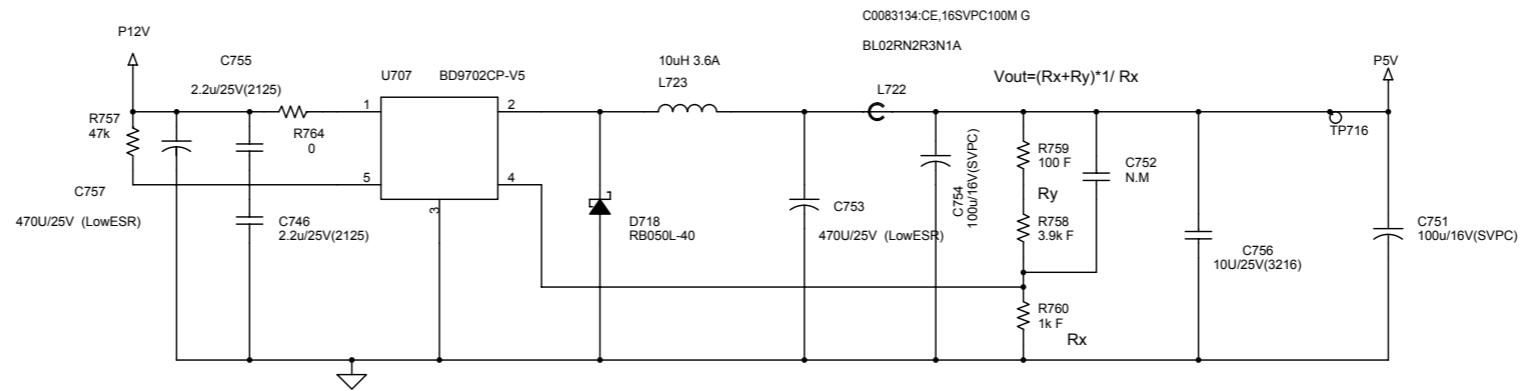 C0083134:CE,16SVPC100M G
BL02RN2R3N1A
P12V
C755
2.2u/25V(2125)
U707
BD9702CP-V5
10uH 3.6A
L723
L722
Vout=(Rx+Ry)*1/ Rx
P5V
R757
47k
R764
0
1
2
5
4
3
C757
470U/25V (LowESR)
C746
2.2u/25V(2125)
D718
RB050L-40
C753
470U/25V (LowESR)
C754
100u/16V(SVPC)
R759
100 F
Ry
R758
3.9k F
C752
N.M
R760
1k F
Rx
C756
10U/25V(3216)
TP716
C751
100u/16V(SVPC)